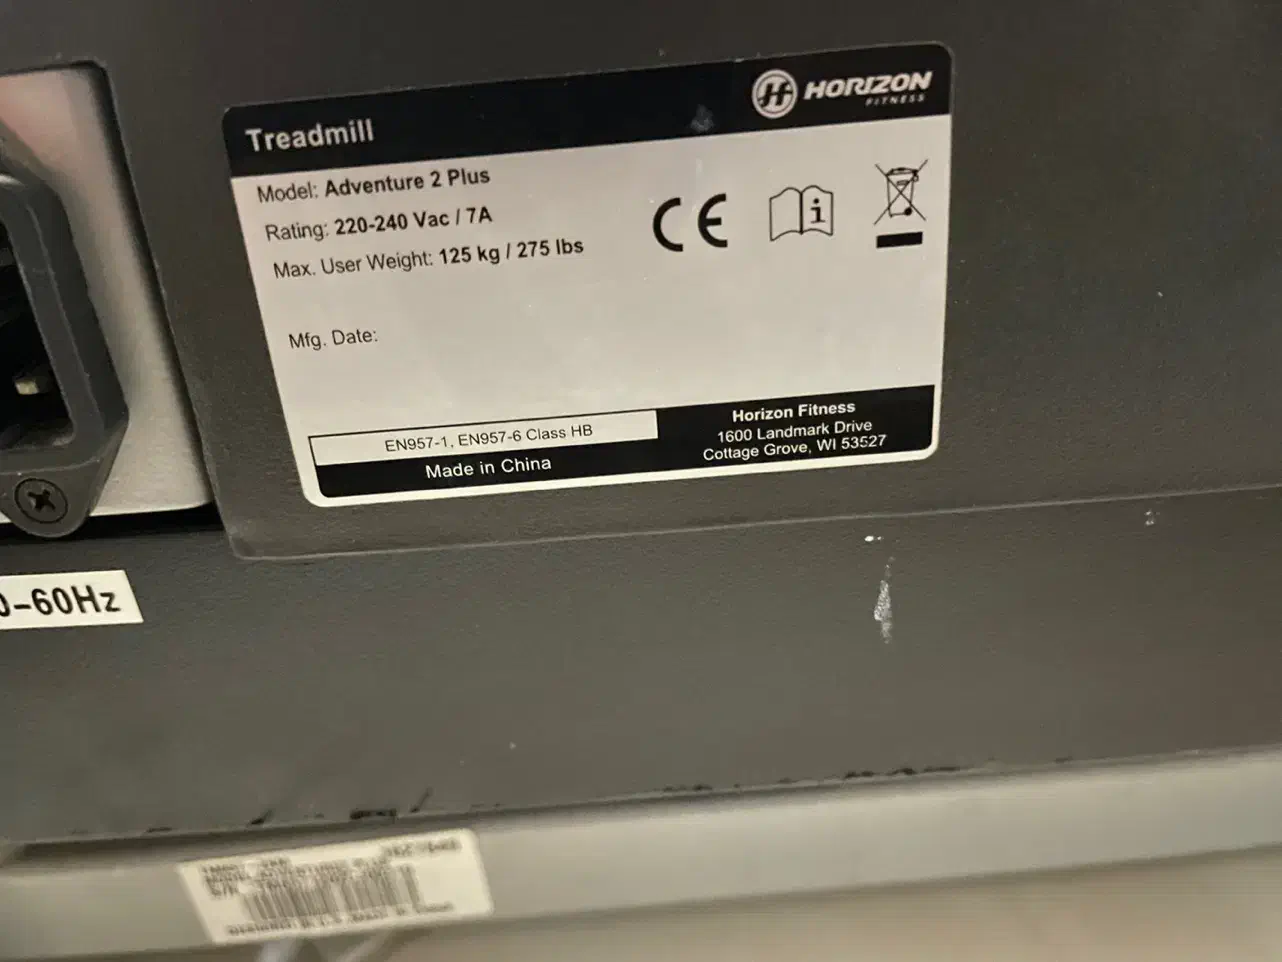 HORIZON
FITNESS
Treadmill
Model: Adventure 2 Plus
Rating: 220-240 Vac / 7A
Max. User Weight: 125 kg / 275 lbs
CE
Mfg. Date:
EN957-1, EN957-6 Class HB
Made in China
Horizon Fitness
1600 Landmark Drive
Cottage Grove, WI 53527
0-60Hz